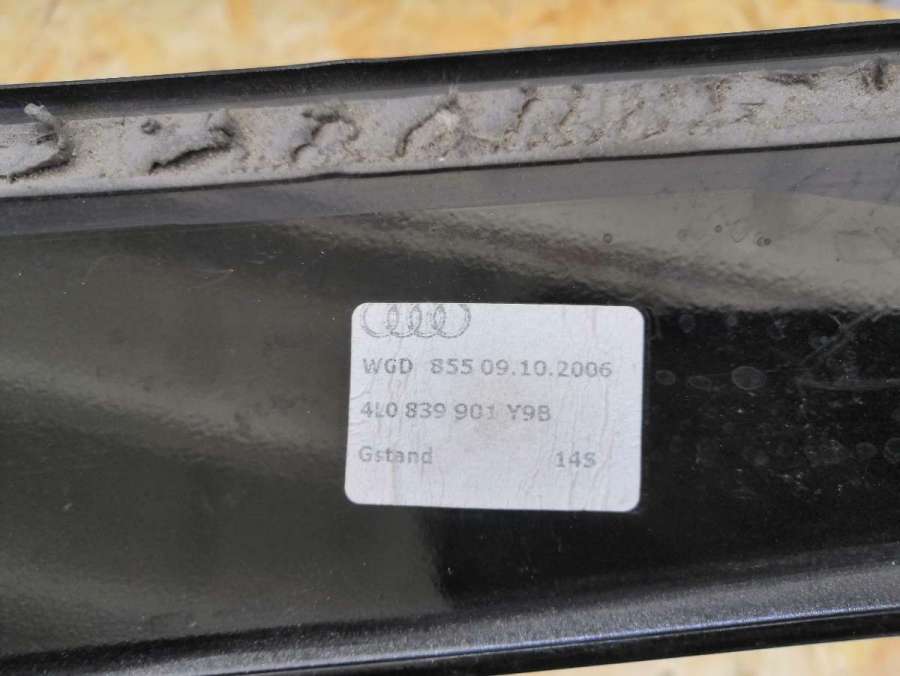 WGD 855 09.10.2006
4L0 839 901 Y9B
Gstand 14S